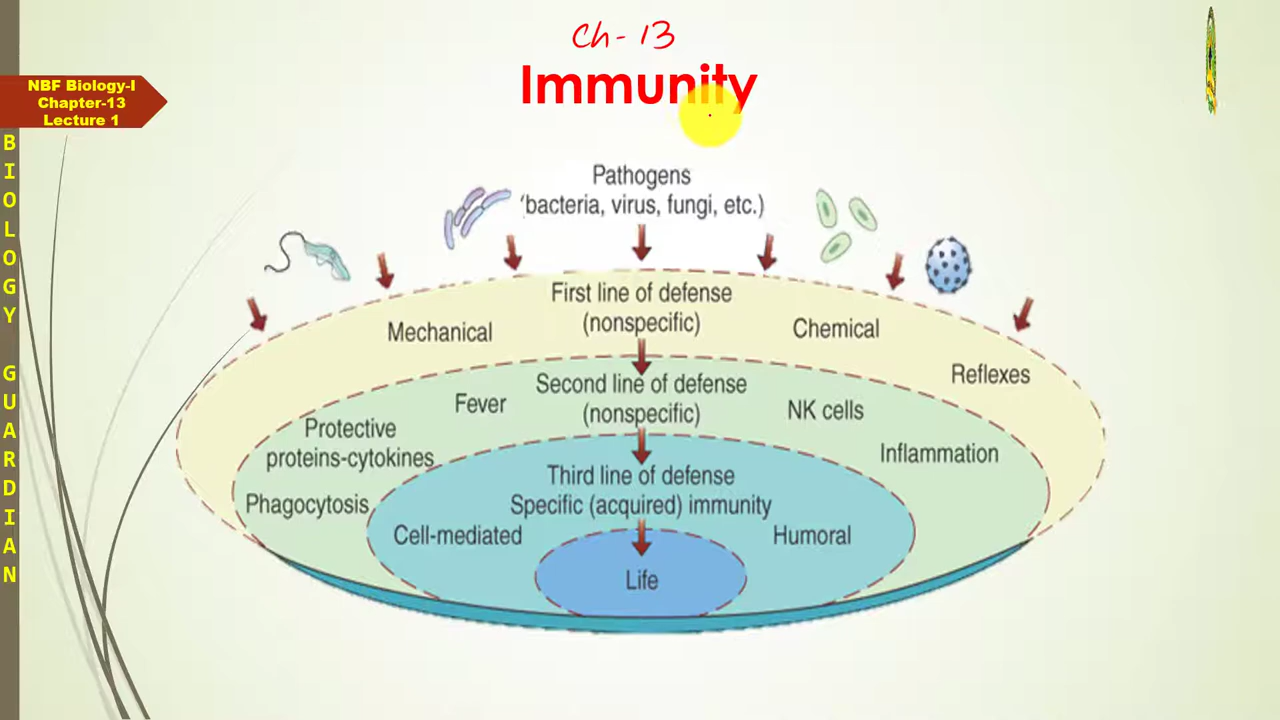 Ch- 13
Immunity
NBF Biology-I
Chapter-13
Lecture 1
BIOLOGY GUARDIAN
Pathogens
(bacteria, virus, fungi, etc.)
First line of defense
(nonspecific)
Mechanical
Chemical
Reflexes
Second line of defense
(nonspecific)
Fever
NK cells
Protective
proteins-cytokines
Inflammation
Phagocytosis
Third line of defense
Specific (acquired) immunity
Cell-mediated
Humoral
Life